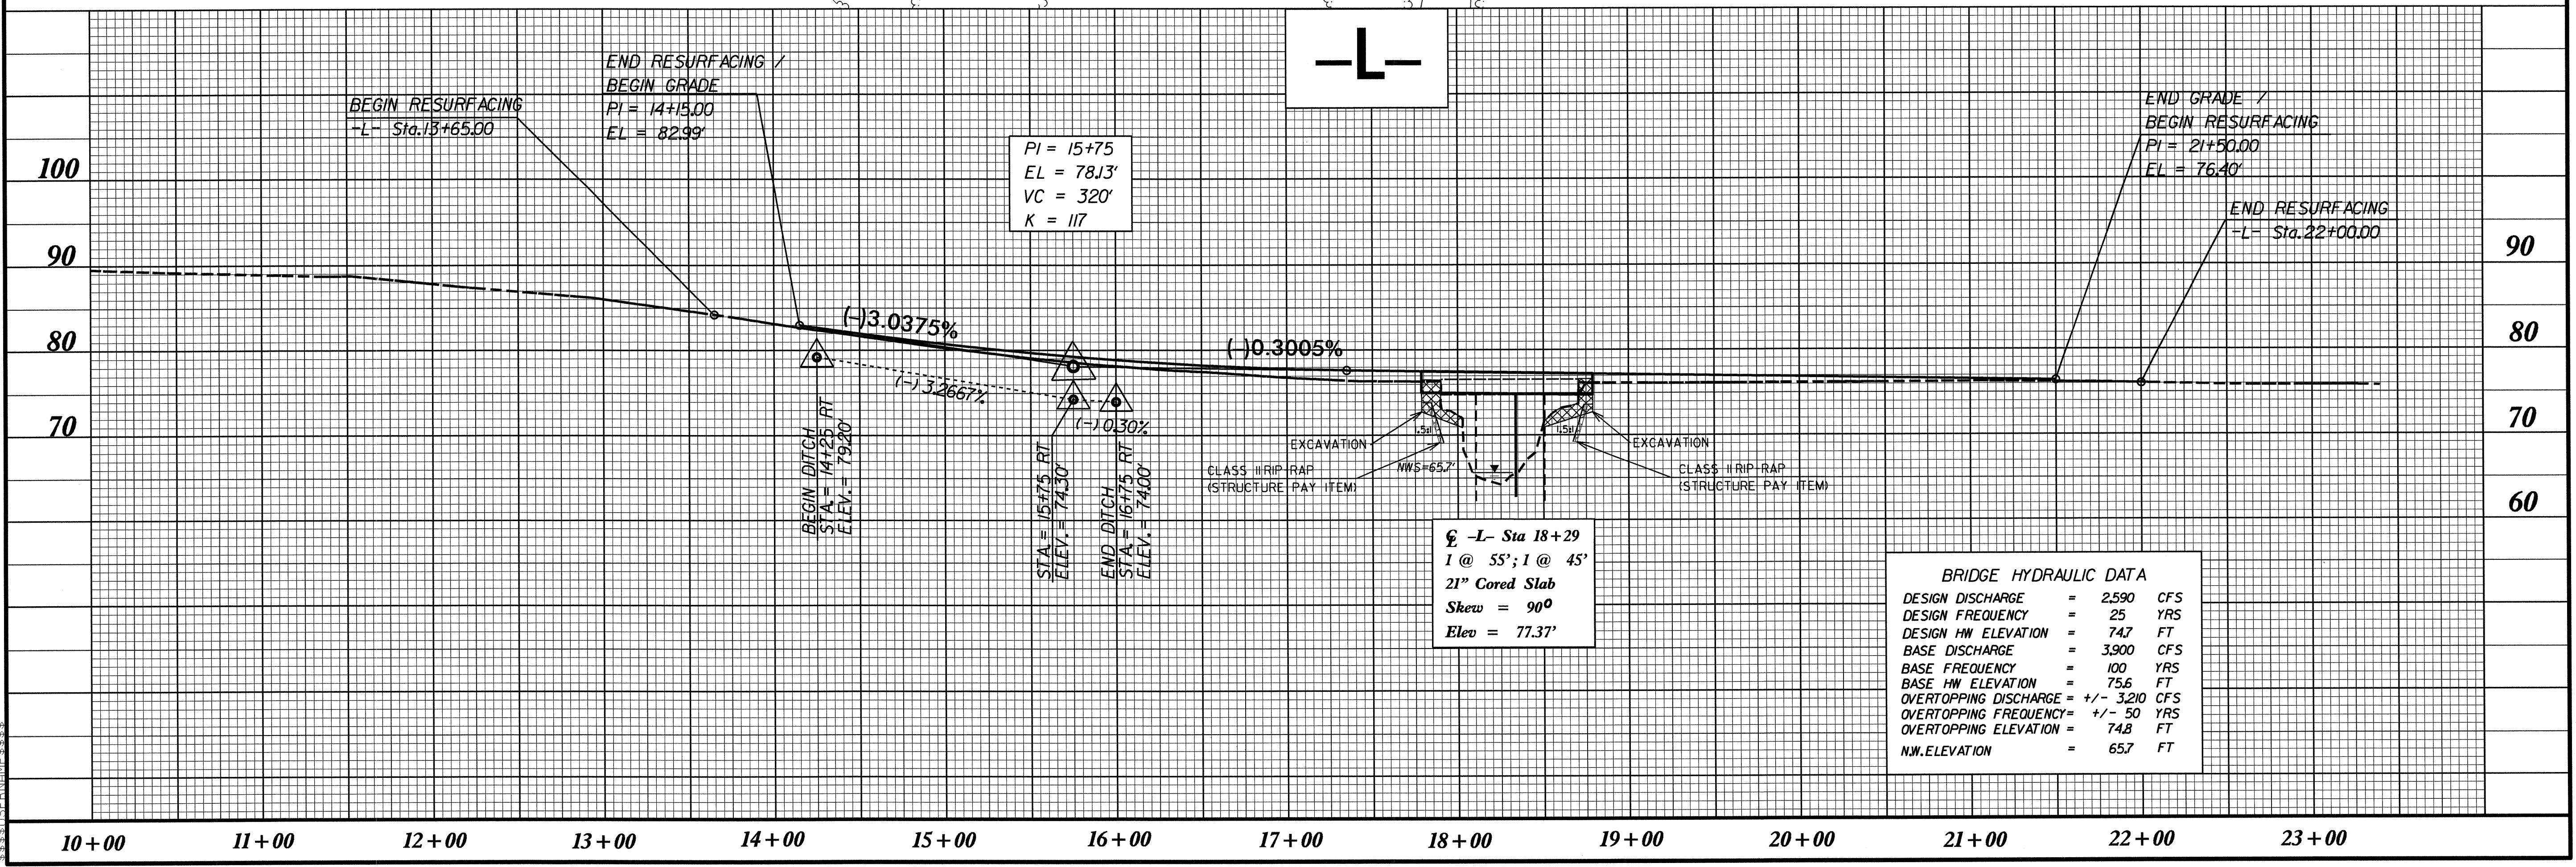 -L-
END RESURFACING /
BEGIN GRADE
PI = 14+15.00
EL = 82.99'
BEGIN RESURFACING
-L- Sta.13+65.00
PI = 15+75
EL = 78.13'
VC = 320'
K = 117
END GRADE /
BEGIN RESURFACING
PI = 21+50.00
EL = 76.40'
END RESURFACING
-L- Sta.22+00.00
100
90
80
70
90
80
70
60
(-)3.0375%
(-)0.3005%
(-)3.2667%
(-)0.30%
BEGIN DITCH
STA.= 14+25 RT
ELEV.= 79.20'
STA.= 15+75 RT
ELEV.= 74.30'
END DITCH
STA.= 16+75 RT
ELEV.= 74.00'
EXCAVATION
CLASS II RIP RAP
(STRUCTURE PAY ITEM)
1.5:1
NWS=65.7'
1.5:1
EXCAVATION
CLASS II RIP RAP
(STRUCTURE PAY ITEM)
℄ -L- Sta 18+29
1 @ 55'; 1 @ 45'
21" Cored Slab
Skew = 90°
Elev = 77.37'
BRIDGE HYDRAULIC DATA
DESIGN DISCHARGE = 2,590 CFS
DESIGN FREQUENCY = 25 YRS
DESIGN HW ELEVATION = 74.7 FT
BASE DISCHARGE = 3,900 CFS
BASE FREQUENCY = 100 YRS
BASE HW ELEVATION = 75.6 FT
OVERTOPPING DISCHARGE = +/- 3,210 CFS
OVERTOPPING FREQUENCY= +/- 50 YRS
OVERTOPPING ELEVATION = 74.8 FT
N.W.ELEVATION = 65.7 FT
10+00 11+00 12+00 13+00 14+00 15+00 16+00 17+00 18+00 19+00 20+00 21+00 22+00 23+00